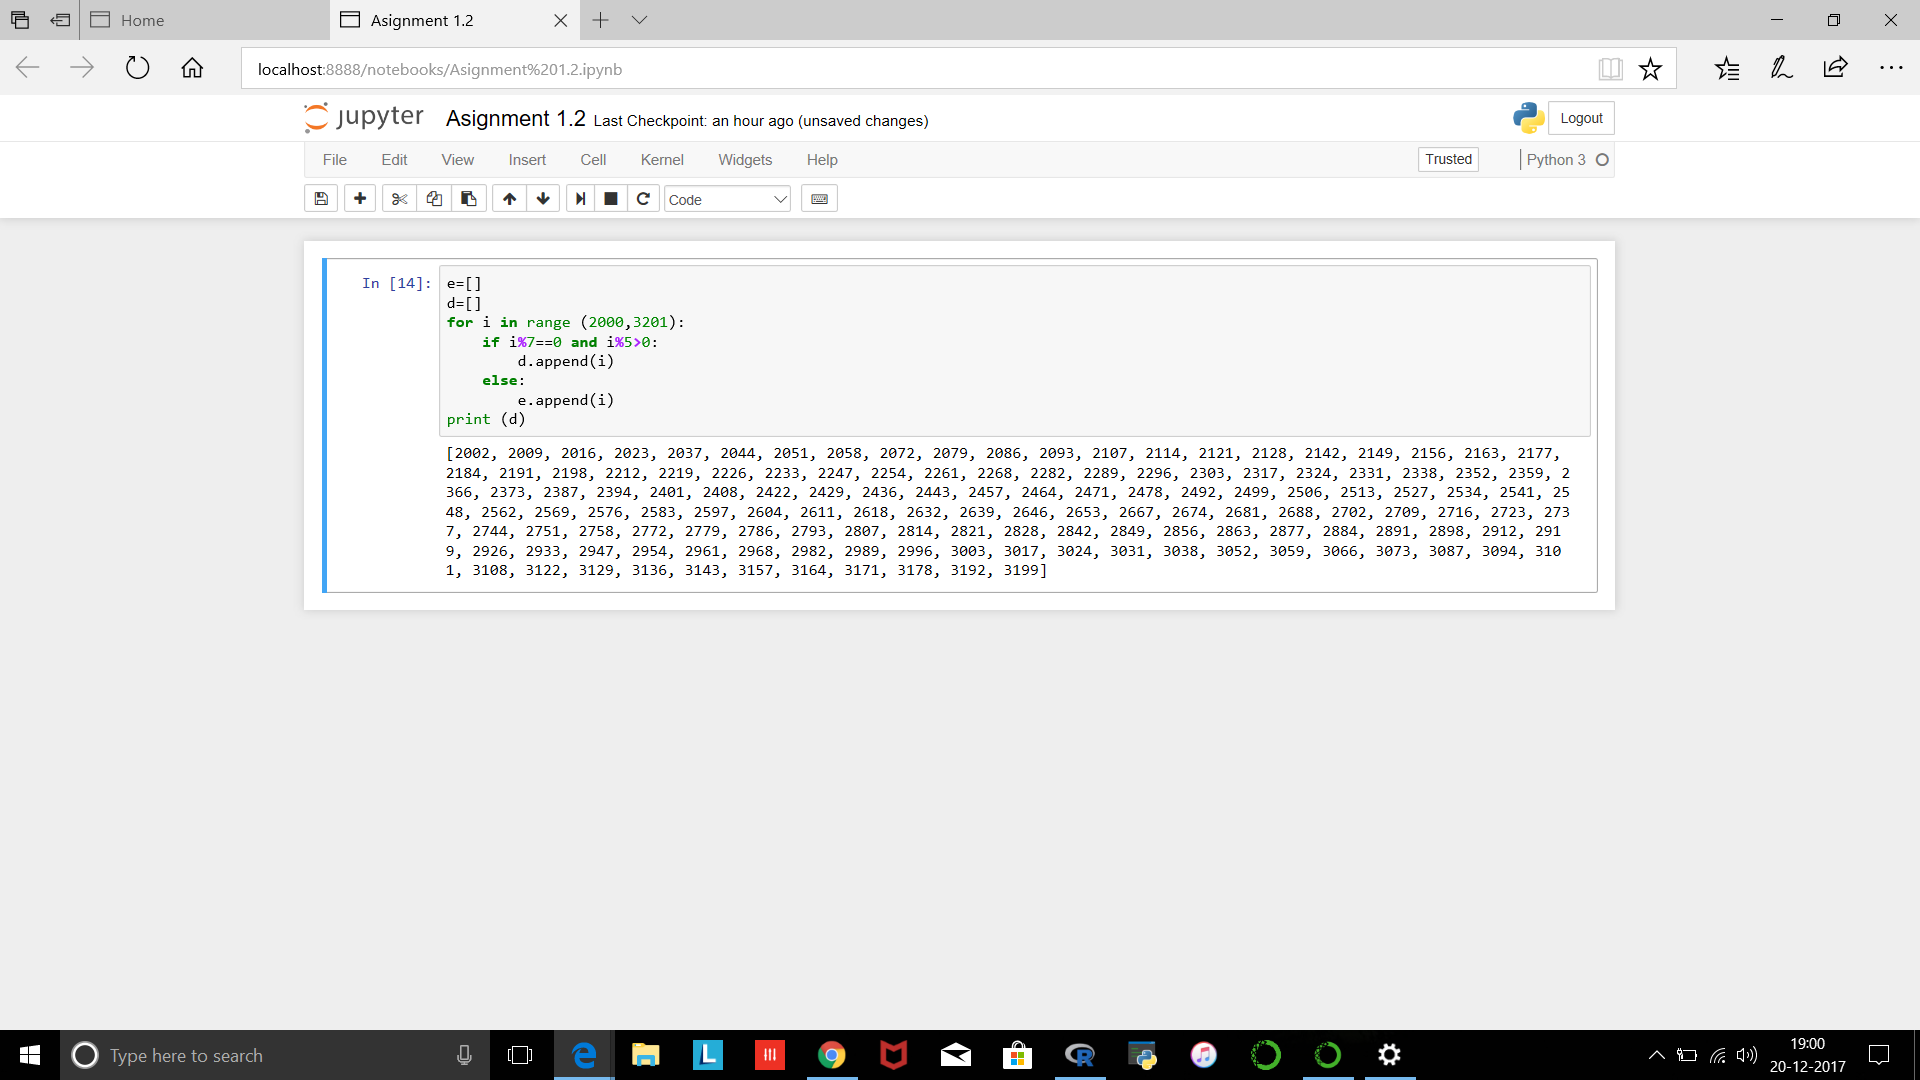 Home
Asignment 1.2
localhost:8888/notebooks/Asignment%201.2.ipynb
jupyter Asignment 1.2 Last Checkpoint: an hour ago (unsaved changes)
Logout
File Edit View Insert Cell Kernel Widgets Help
Trusted
Python 3
Code
In [14]: e=[]
d=[]
for i in range (2000,3201):
    if i%7==0 and i%5>0:
        d.append(i)
    else:
        e.append(i)
print (d)
[2002, 2009, 2016, 2023, 2037, 2044, 2051, 2058, 2072, 2079, 2086, 2093, 2107, 2114, 2121, 2128, 2142, 2149, 2156, 2163, 2177,
2184, 2191, 2198, 2212, 2219, 2226, 2233, 2247, 2254, 2261, 2268, 2282, 2289, 2296, 2303, 2317, 2324, 2331, 2338, 2352, 2359, 2
366, 2373, 2387, 2394, 2401, 2408, 2422, 2429, 2436, 2443, 2457, 2464, 2471, 2478, 2492, 2499, 2506, 2513, 2527, 2534, 2541, 25
48, 2562, 2569, 2576, 2583, 2597, 2604, 2611, 2618, 2632, 2639, 2646, 2653, 2667, 2674, 2681, 2688, 2702, 2709, 2716, 2723, 273
7, 2744, 2751, 2758, 2772, 2779, 2786, 2793, 2807, 2814, 2821, 2828, 2842, 2849, 2856, 2863, 2877, 2884, 2891, 2898, 2912, 291
9, 2926, 2933, 2947, 2954, 2961, 2968, 2982, 2989, 2996, 3003, 3017, 3024, 3031, 3038, 3052, 3059, 3066, 3073, 3087, 3094, 310
1, 3108, 3122, 3129, 3136, 3143, 3157, 3164, 3171, 3178, 3192, 3199]
Type here to search
19:00
20-12-2017